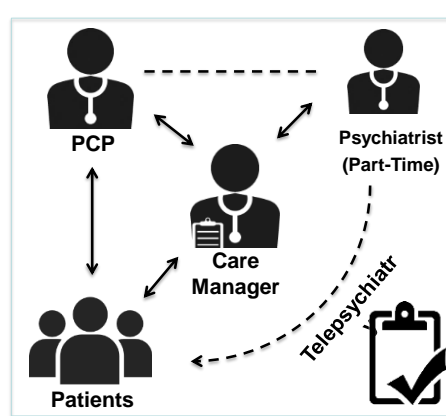 PCP
Psychiatrist
(Part-Time)
Care
Manager
Telepsychiatr
y
Patients